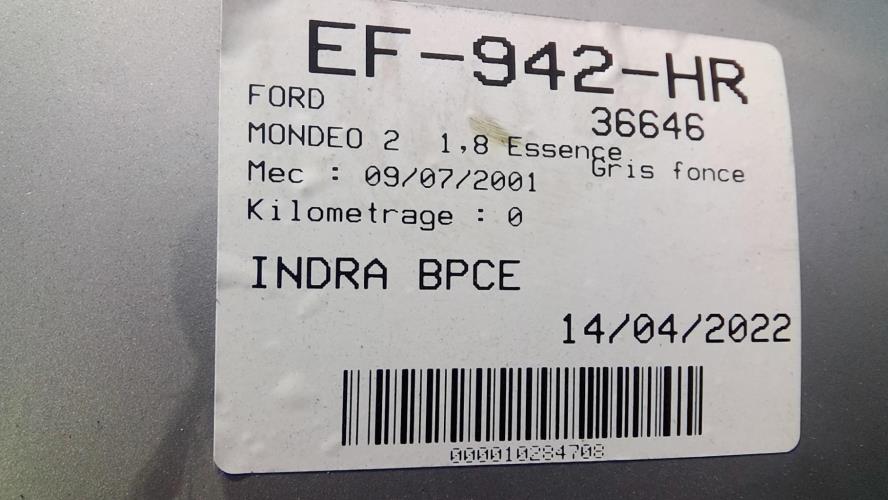 EF-942-HR
FORD
36646
MONDEO 2 1,8 Essence
Gris fonce
Mec : 09/07/2001
Kilometrage : 0
INDRA BPCE
14/04/2022
000010284708